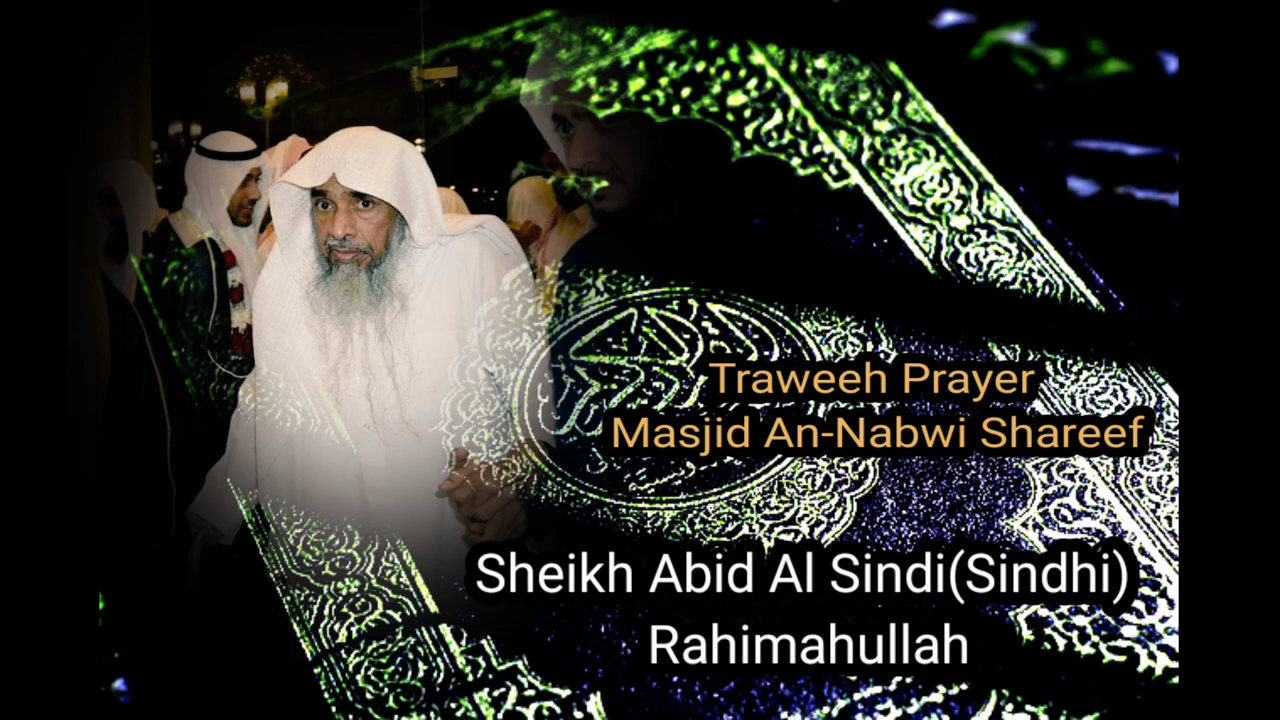 Traweeh Prayer
Masjid An-Nabwi Shareef
Sheikh Abid Al Sindi(Sindhi)
Rahimahullah